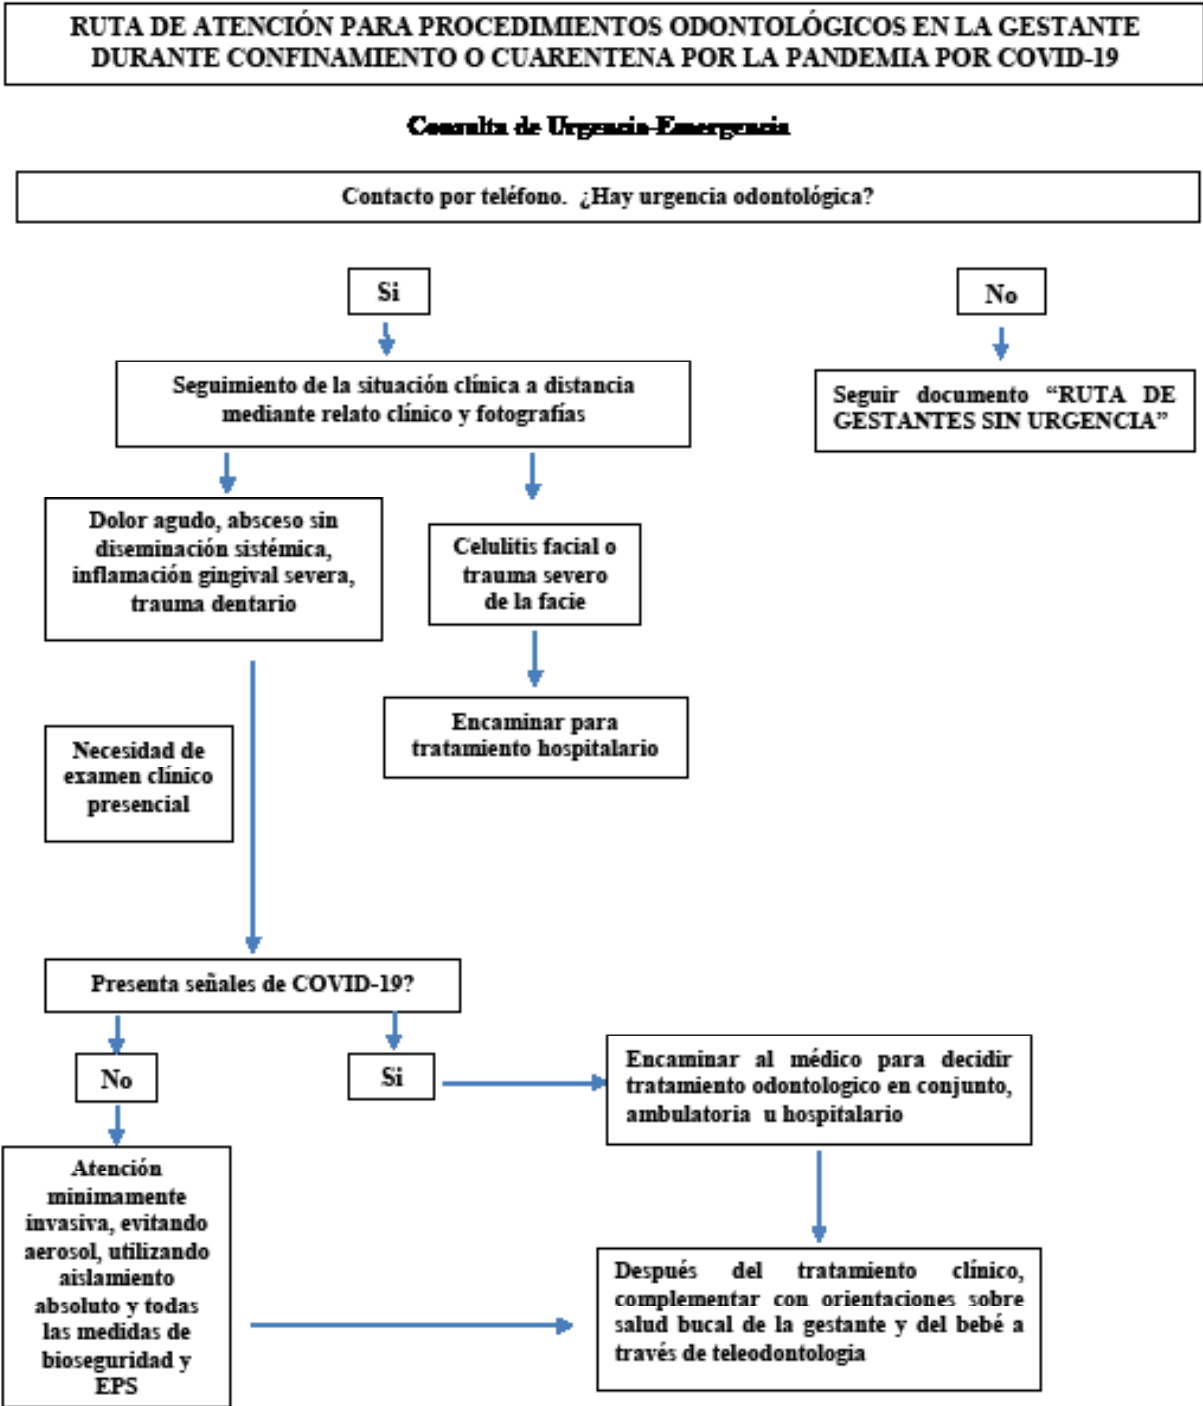 RUTA DE ATENCIÓN PARA PROCEDIMIENTOS ODONTOLÓGICOS EN LA GESTANTE
DURANTE CONFINAMIENTO O CUARENTENA POR LA PANDEMIA POR COVID-19
Consulta de Urgencia-Emergencia
Contacto por teléfono. ¿Hay urgencia odontológica?
Si
No
Seguimiento de la situación clínica a distancia
mediante relato clínico y fotografías
Seguir documento “RUTA DE
GESTANTES SIN URGENCIA”
Dolor agudo, absceso sin
diseminación sistémica,
inflamación gingival severa,
trauma dentario
Celulitis facial o
trauma severo
de la facie
Encaminar para
tratamiento hospitalario
Necesidad de
examen clínico
presencial
Presenta señales de COVID-19?
No
Si
Encaminar al médico para decidir
tratamiento odontologico en conjunto,
ambulatoria u hospitalario
Atención
minimamente
invasiva, evitando
aerosol, utilizando
aislamiento
absoluto y todas
las medidas de
bioseguridad y
EPS
Después del tratamiento clínico,
complementar con orientaciones sobre
salud bucal de la gestante y del bebé a
través de teleodontologia